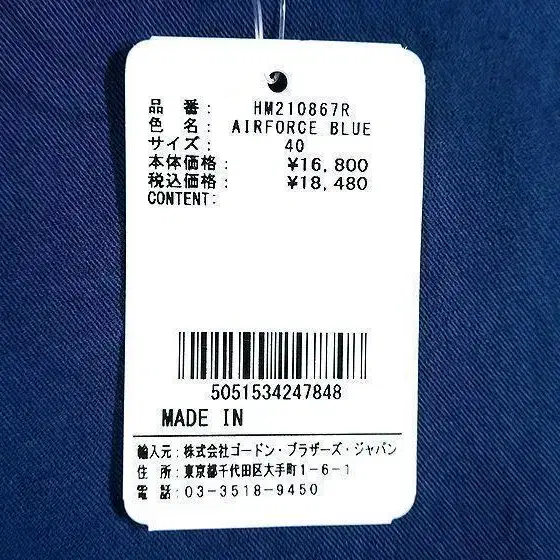 品 番： HM210867R
色 名： AIRFORCE BLUE
サイズ： 40
本体価格： ¥16,800
税込価格： ¥18,480
CONTENT:
5051534247848
MADE IN
輸入元：株式会社ゴードン・ブラザーズ・ジャパン
住 所：東京都千代田区大手町1-6-1
電 話：03-3518-9450